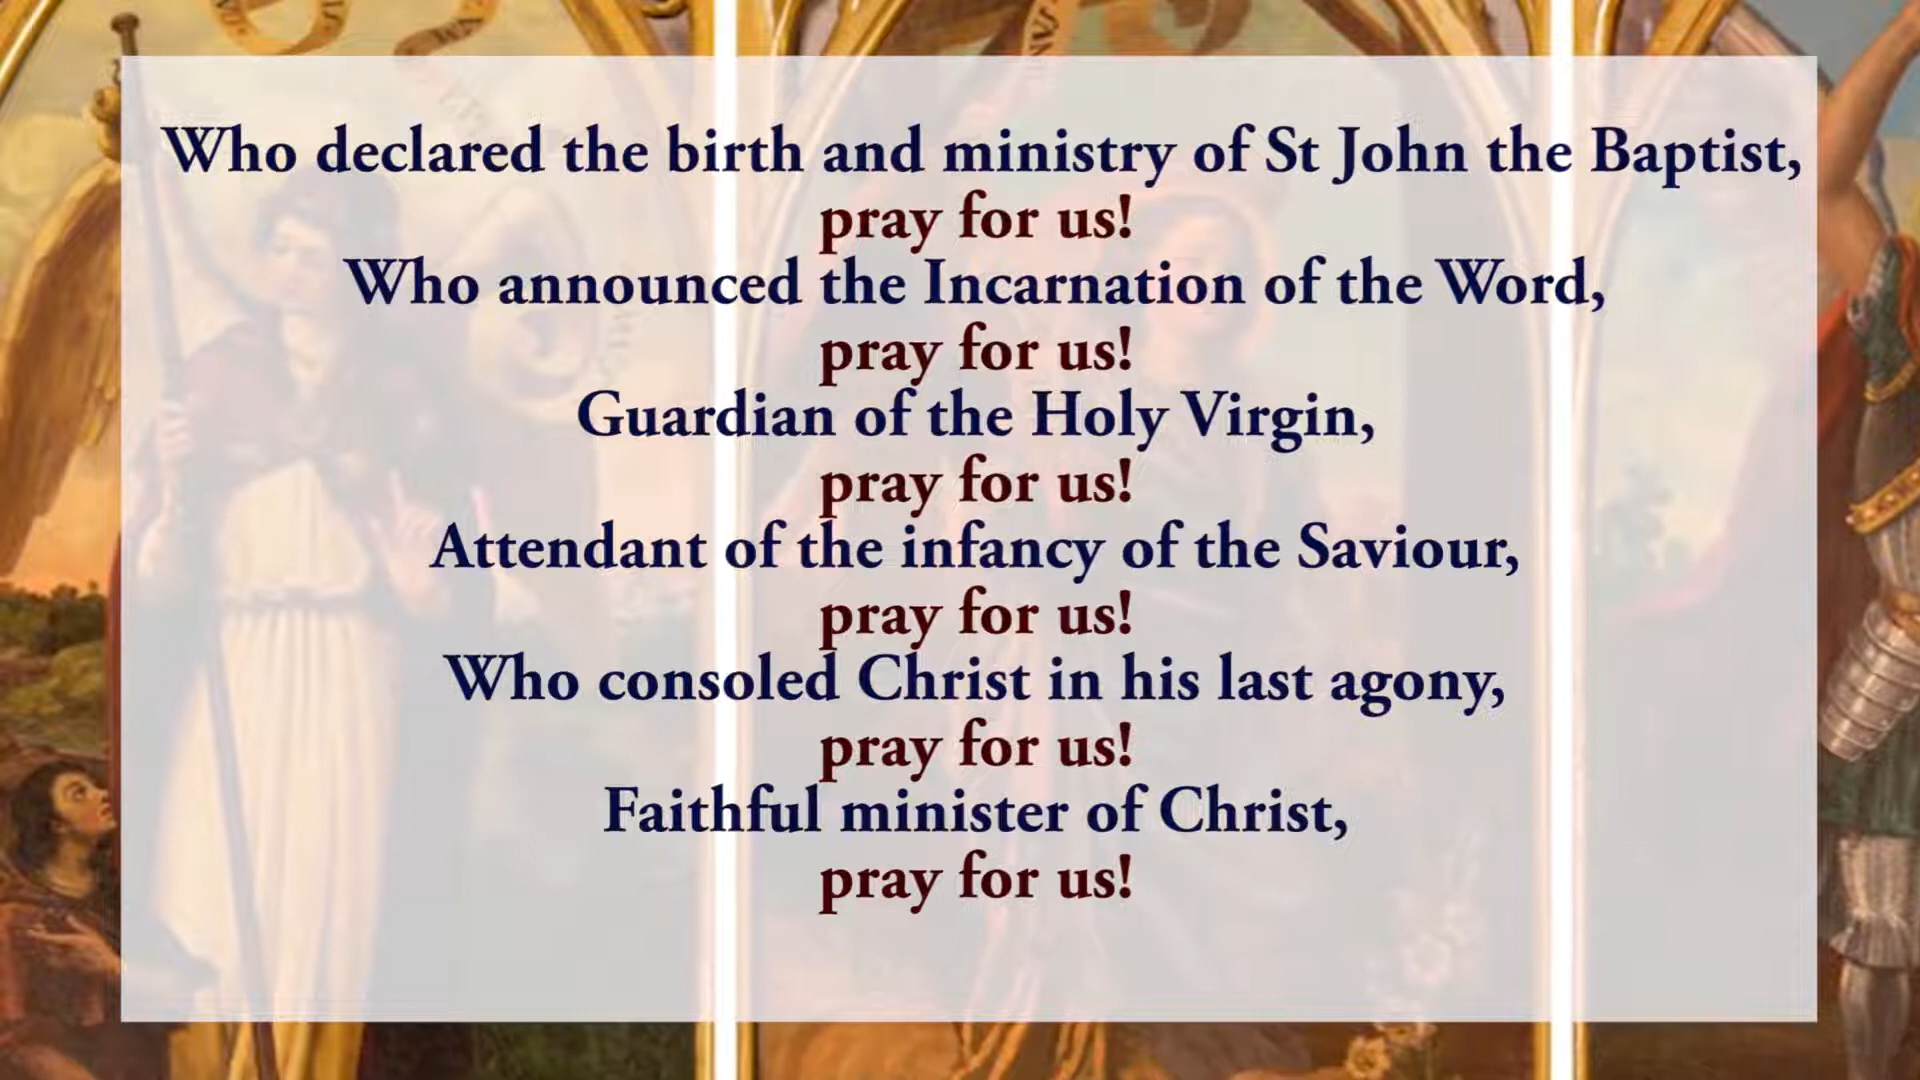 Who declared the birth and ministry of St John the Baptist,
pray for us!
Who announced the Incarnation of the Word,
pray for us!
Guardian of the Holy Virgin,
pray for us!
Attendant of the infancy of the Saviour,
pray for us!
Who consoled Christ in his last agony,
pray for us!
Faithful minister of Christ,
pray for us!